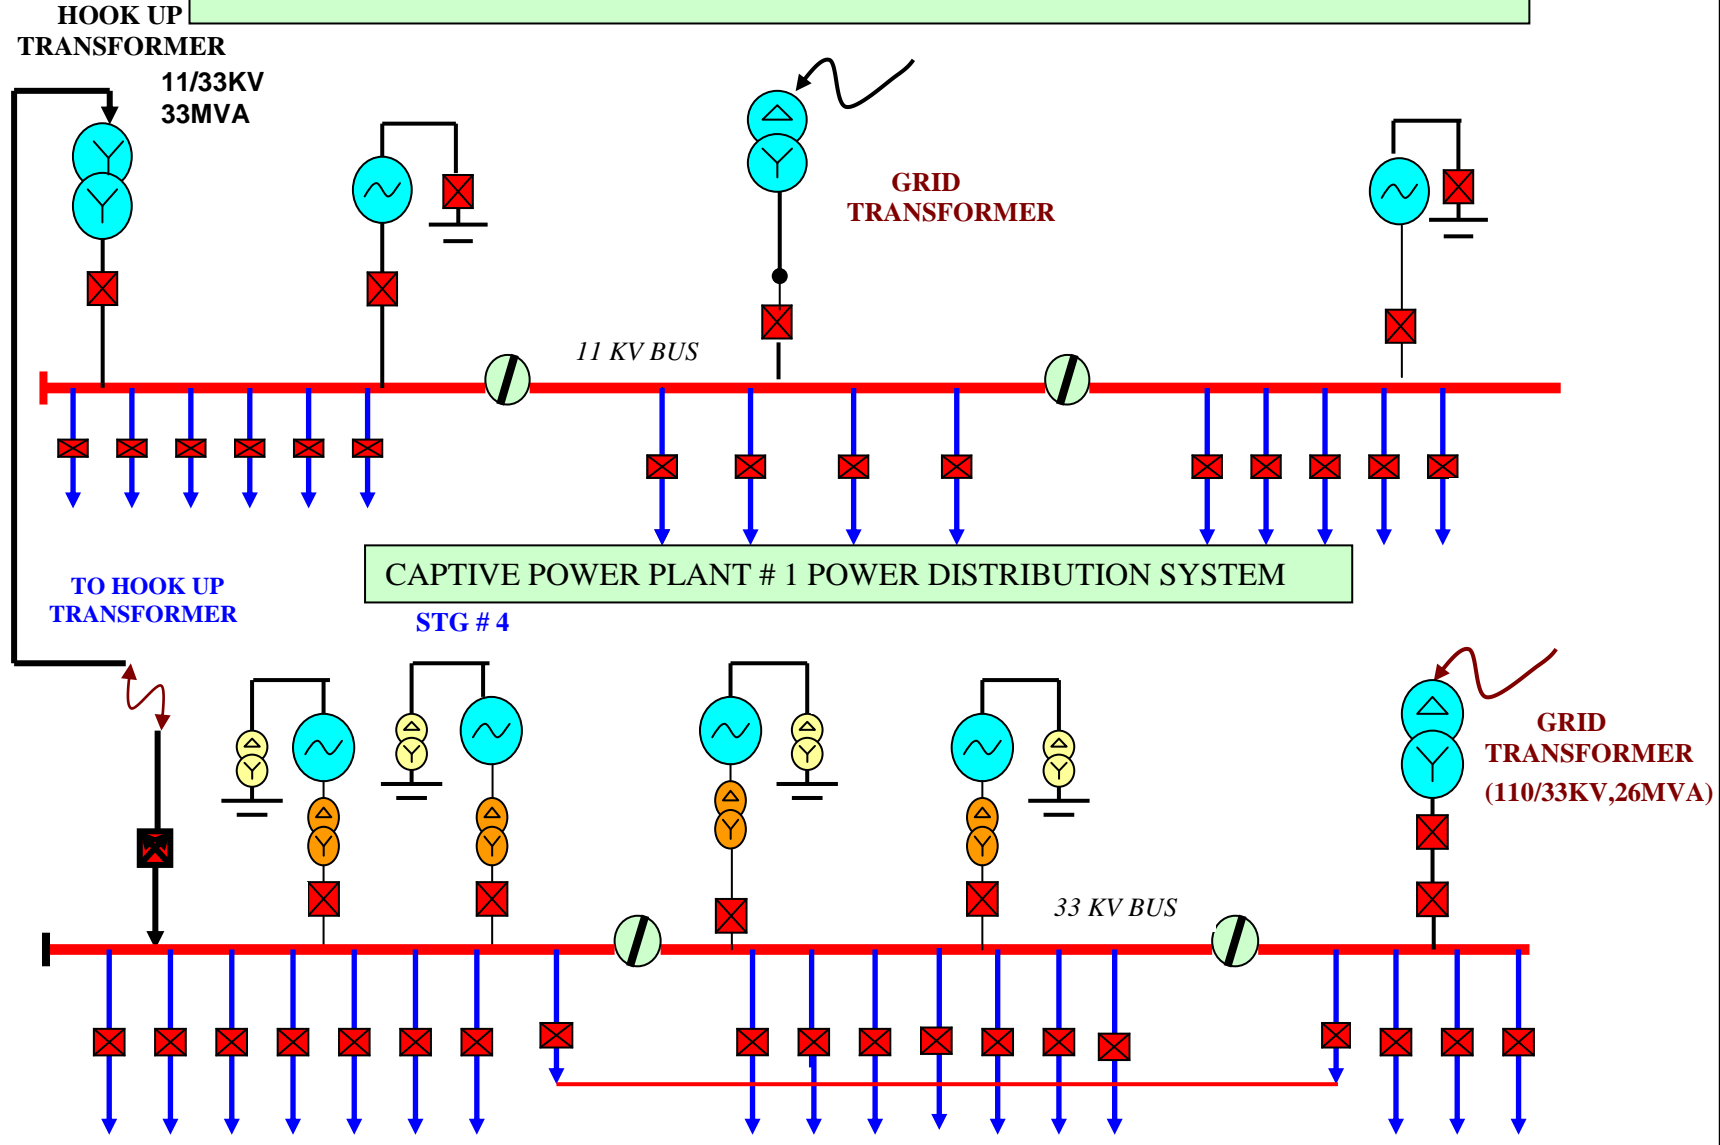 HOOK UP
TRANSFORMER
11/33KV
33MVA
GRID
TRANSFORMER
11 KV BUS
CAPTIVE POWER PLANT # 1 POWER DISTRIBUTION SYSTEM
TO HOOK UP
TRANSFORMER
STG # 4
GRID
TRANSFORMER
(110/33KV,26MVA)
33 KV BUS